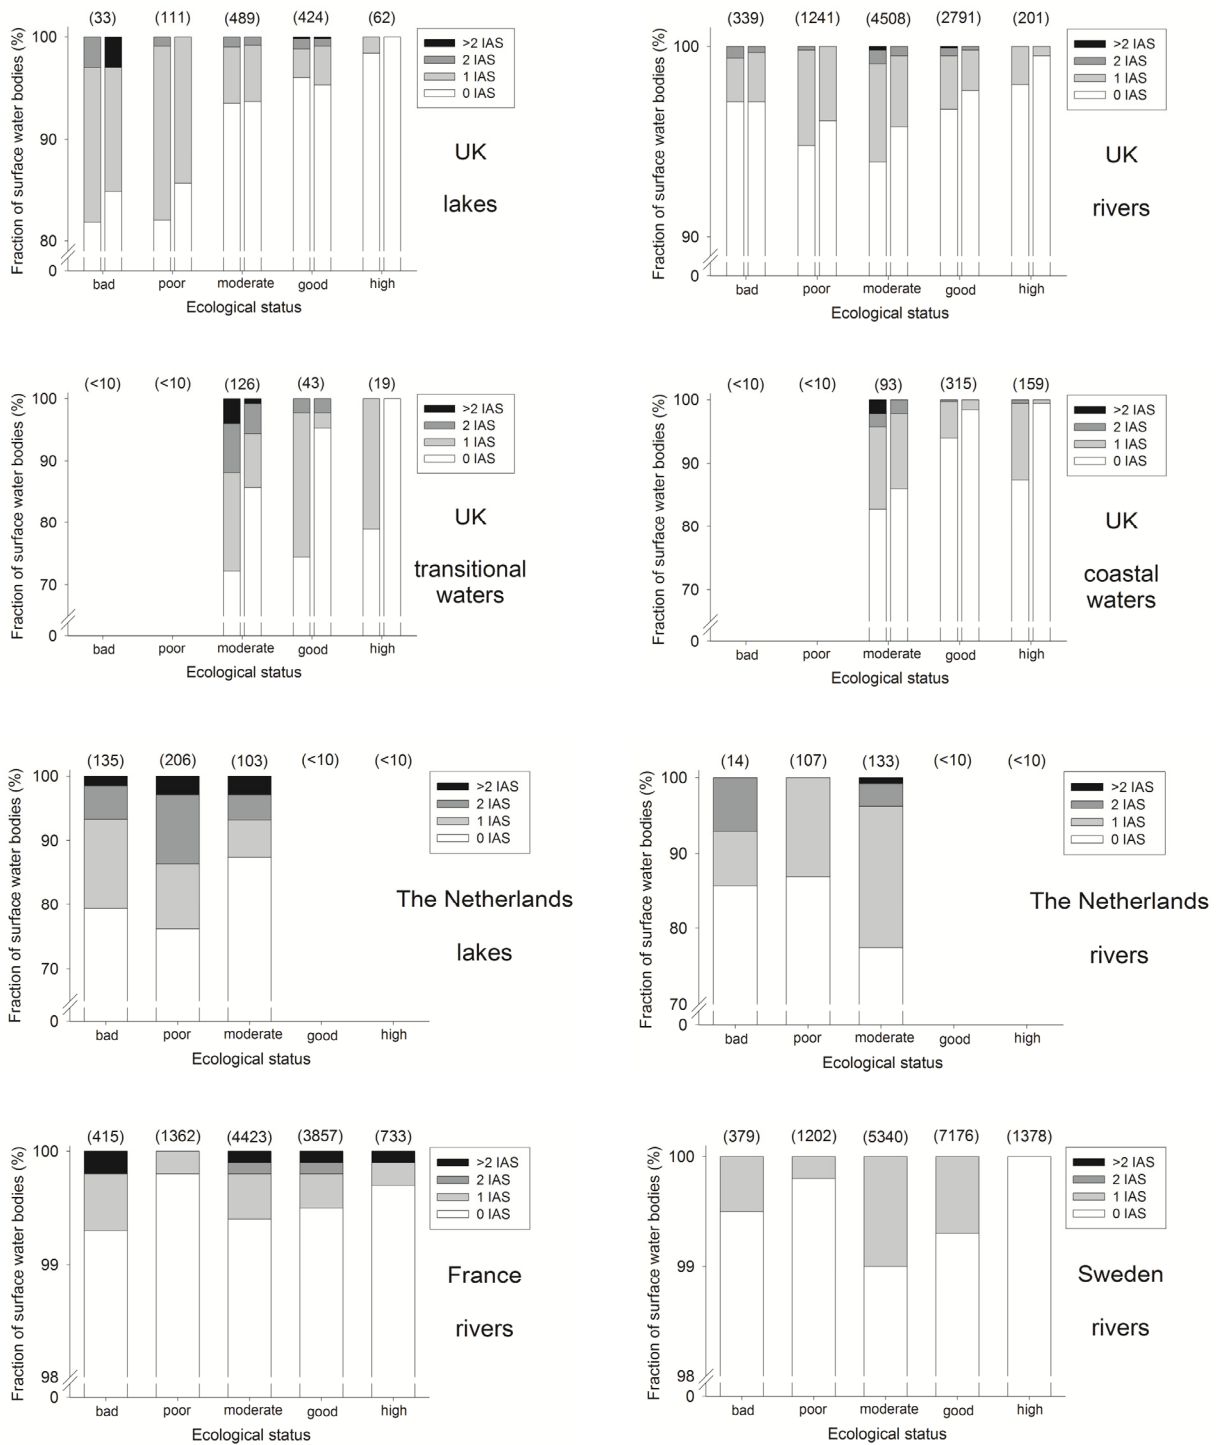 (33) (111) (489) (424) (62)
Fraction of surface water bodies (%)
100
90
80
0
>2 IAS
2 IAS
1 IAS
0 IAS
UK
lakes
bad poor moderate good high
Ecological status
(339) (1241) (4508) (2791) (201)
Fraction of surface water bodies (%)
100
90
0
>2 IAS
2 IAS
1 IAS
0 IAS
UK
rivers
bad poor moderate good high
Ecological status
(<10) (<10) (126) (43) (19)
Fraction of surface water bodies (%)
100
90
80
70
0
>2 IAS
2 IAS
1 IAS
0 IAS
UK
transitional
waters
bad poor moderate good high
Ecological status
(<10) (<10) (93) (315) (159)
Fraction of surface water bodies (%)
100
90
80
70
0
>2 IAS
2 IAS
1 IAS
0 IAS
UK
coastal
waters
bad poor moderate good high
Ecological status
(135) (206) (103) (<10) (<10)
Fraction of surface water bodies (%)
100
90
80
70
0
>2 IAS
2 IAS
1 IAS
0 IAS
The Netherlands
lakes
bad poor moderate good high
Ecological status
(14) (107) (133) (<10) (<10)
Fraction of surface water bodies (%)
100
90
80
70
0
>2 IAS
2 IAS
1 IAS
0 IAS
The Netherlands
rivers
bad poor moderate good high
Ecological status
(415) (1362) (4423) (3857) (733)
Fraction of surface water bodies (%)
100
99
98
0
>2 IAS
2 IAS
1 IAS
0 IAS
France
rivers
bad poor moderate good high
Ecological status
(379) (1202) (5340) (7176) (1378)
Fraction of surface water bodies (%)
100
99
98
0
>2 IAS
2 IAS
1 IAS
0 IAS
Sweden
rivers
bad poor moderate good high
Ecological status